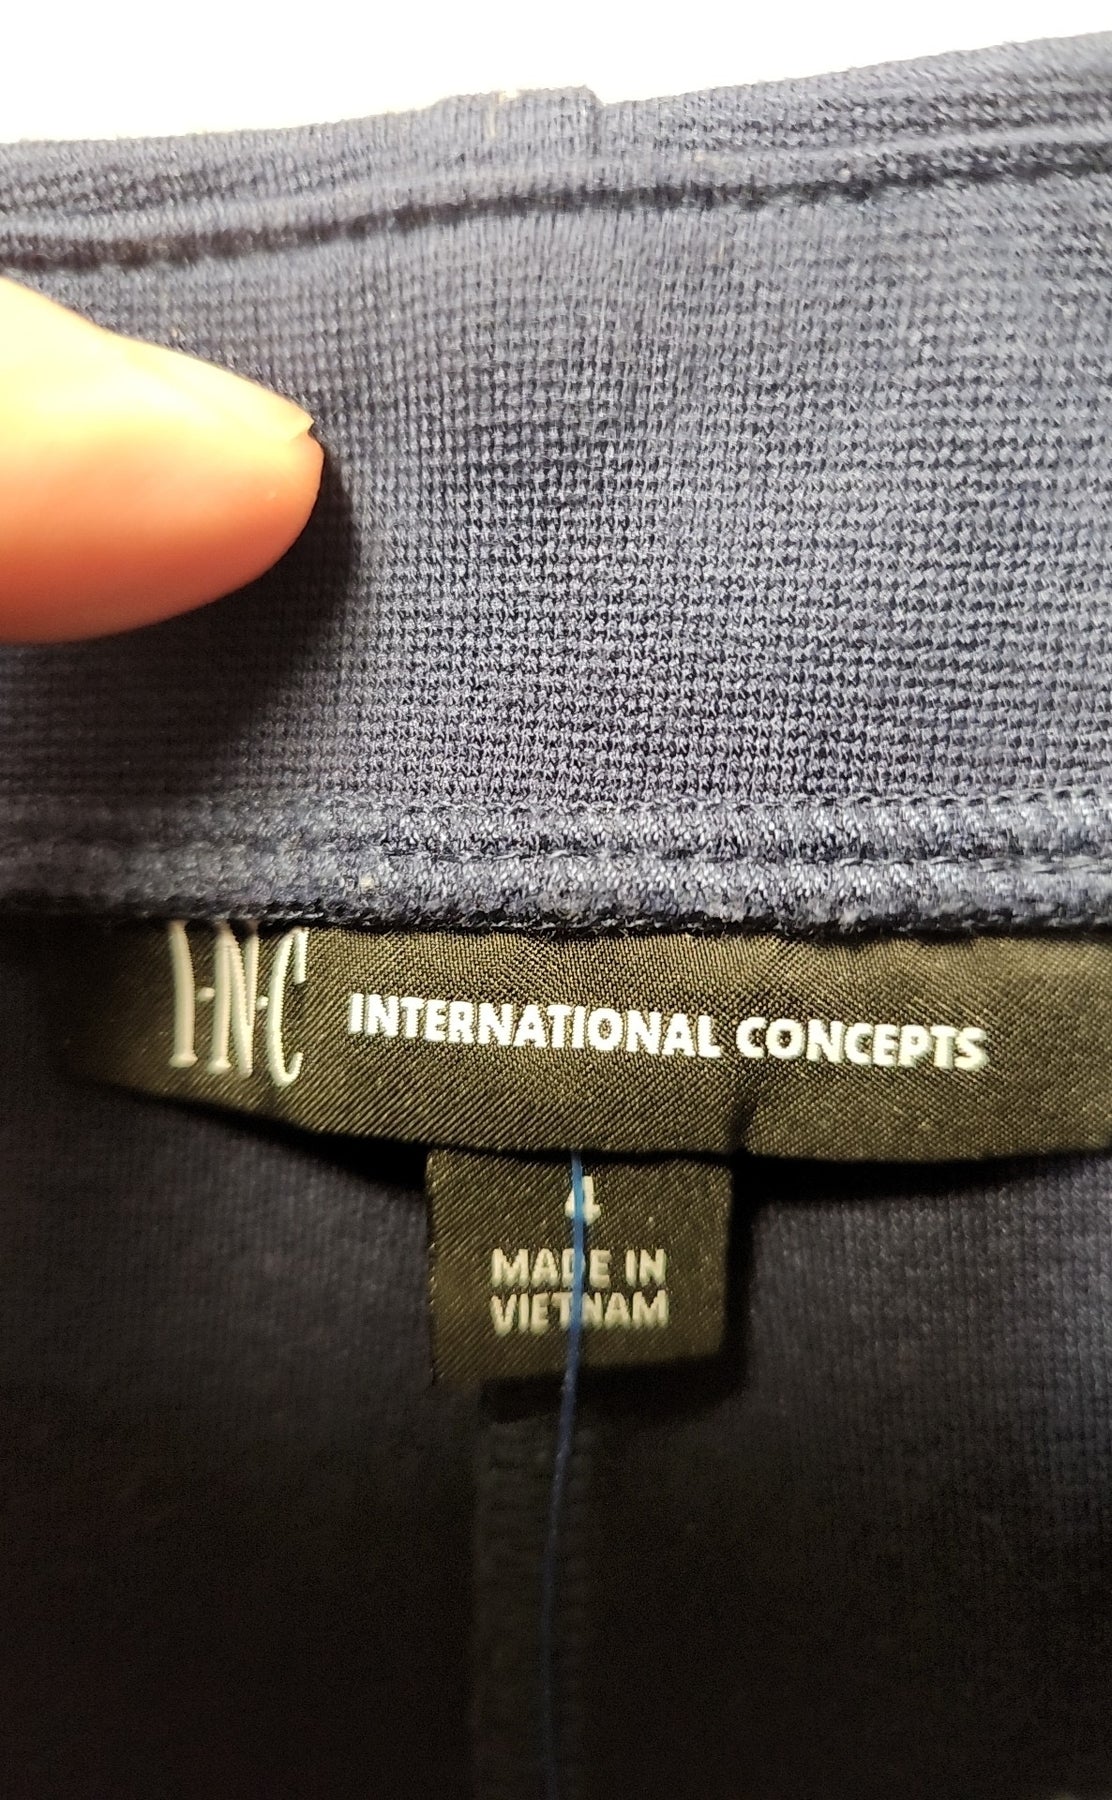 I·N·C INTERNATIONAL CONCEPTS
4
MADE IN
VIETNAM